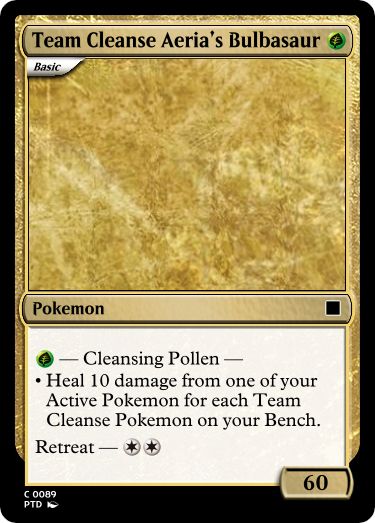 Team Cleanse Aeria's Bulbasaur
Basic
Pokemon
— Cleansing Pollen —
• Heal 10 damage from one of your
Active Pokemon for each Team
Cleanse Pokemon on your Bench.
Retreat —
60
C 0089
PTD